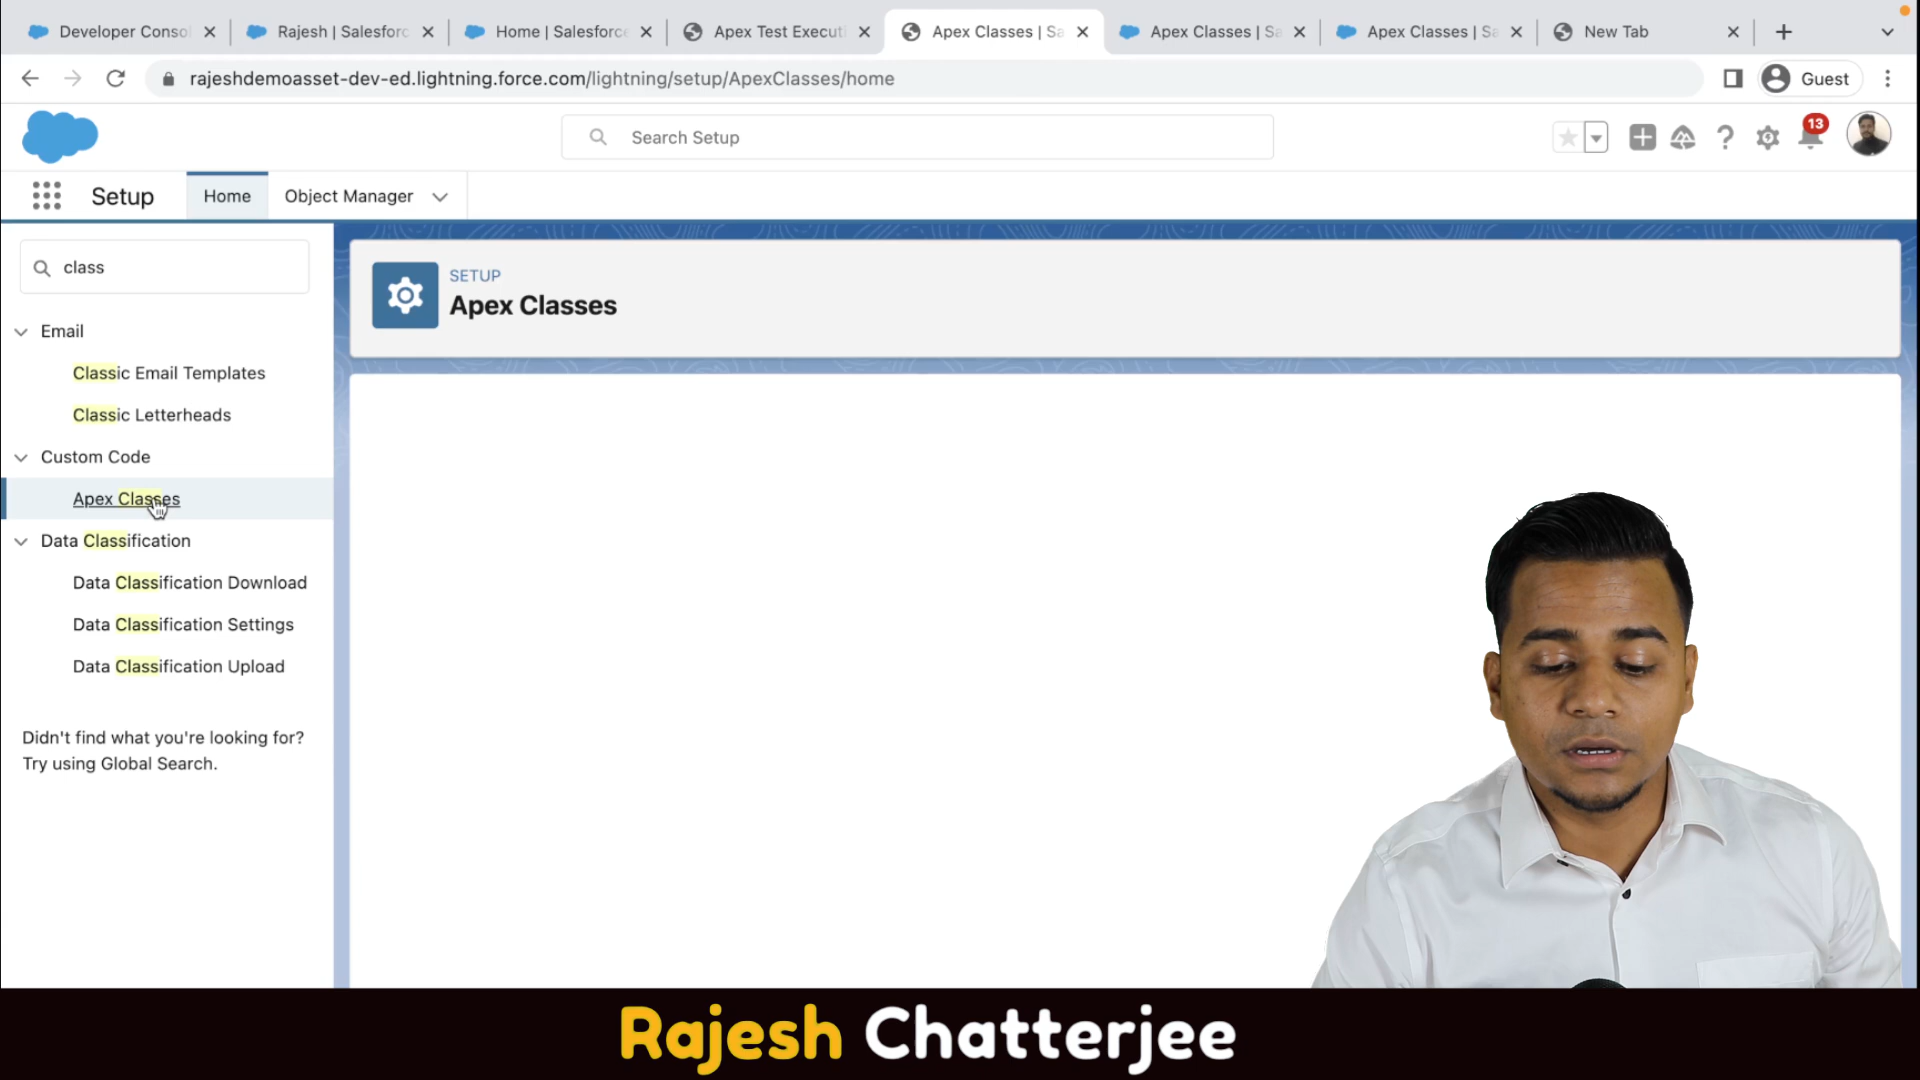 Developer Consol
Rajesh | Salesforc
Home | Salesforce
Apex Test Executi
Apex Classes | Sa
Apex Classes | Sa
Apex Classes | Sa
New Tab
rajeshdemoasset-dev-ed.lightning.force.com/lightning/setup/ApexClasses/home
Guest
Search Setup
13
Setup
Home
Object Manager
class
SETUP
Apex Classes
Email
Classic Email Templates
Classic Letterheads
Custom Code
Apex Classes
Data Classification
Data Classification Download
Data Classification Settings
Data Classification Upload
Didn't find what you're looking for?
Try using Global Search.
Rajesh Chatterjee